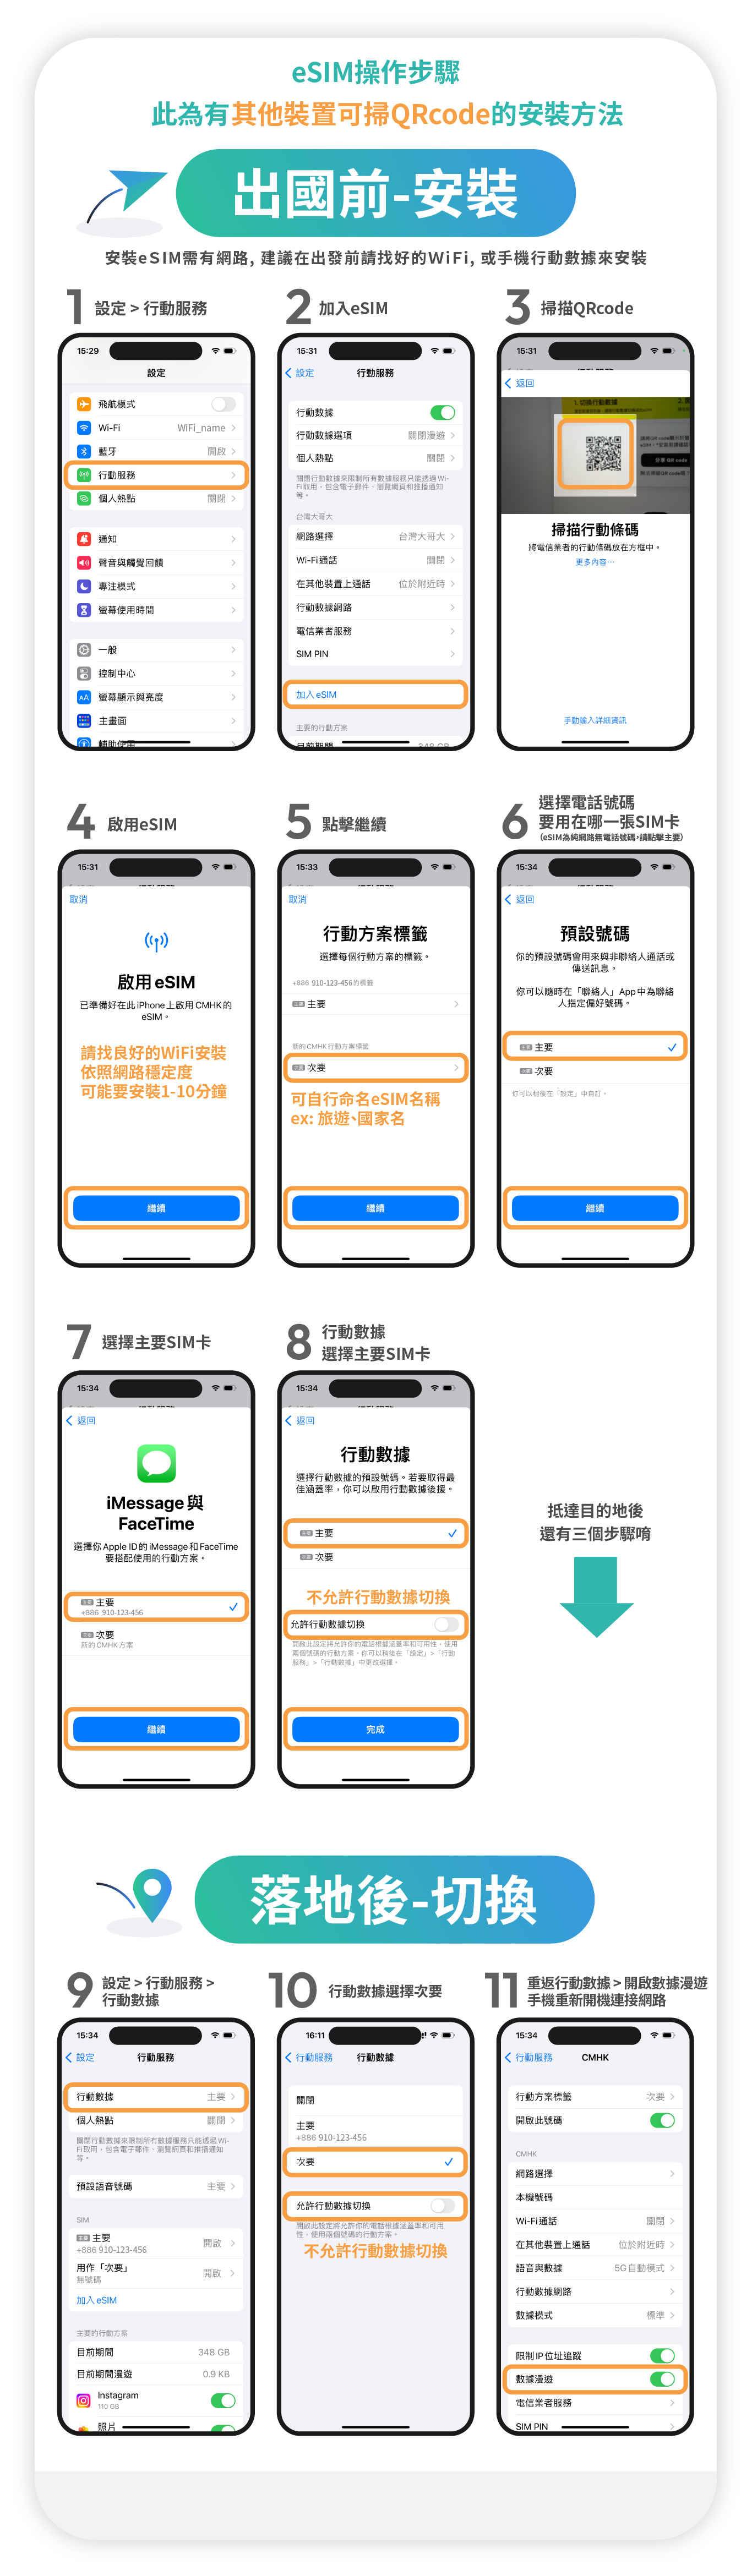 eSIM操作步驟
此為有其他裝置可掃QRcode的安裝方法
出國前-安裝
安裝eSIM需有網路, 建議在出發前請找好的WiFi, 或手機行動數據來安裝
1 設定 > 行動服務
15:29
設定
飛航模式
Wi-Fi WiFi_name
藍牙 開啟
行動服務
個人熱點 關閉
通知
聲音與觸覺回饋
專注模式
螢幕使用時間
一般
控制中心
螢幕顯示與亮度
主畫面
輔助使用
2 加入eSIM
15:31
設定 行動服務
行動數據
行動數據選項 關閉漫遊
個人熱點 關閉
關閉行動數據來限制所有數據服務只能透過 Wi-
Fi 取用,包含電子郵件、瀏覽網頁和推播通知
等。
台灣大哥大
網路選擇 台灣大哥大
Wi-Fi 通話 關閉
在其他裝置上通話 位於附近時
行動數據網路
電信業者服務
SIM PIN
加入 eSIM
主要的行動方案
目前期間 348 GB
3 掃描QRcode
15:31
返回
1. 切換行動數據
掃描行動條碼
將電信業者的行動條碼放在方框中。
更多內容⋯
手動輸入詳細資訊
4 啟用eSIM
15:31
取消
啟用 eSIM
已準備好在此 iPhone 上啟用 CMHK 的
eSIM。
請找良好的WiFi安裝
依照網路穩定度
可能要安裝1-10分鐘
繼續
5 點擊繼續
15:33
取消
行動方案標籤
選擇每個行動方案的標籤。
+886 910-123-456 的標籤
主要 主要
新的 CMHK 行動方案標籤
次要 次要
可自行命名eSIM名稱
ex: 旅遊、國家名
繼續
6 選擇電話號碼
要用在哪一張SIM卡
(eSIM為純網路無電話號碼,請點擊主要)
15:34
返回
預設號碼
你的預設號碼會用來與非聯絡人通話或
傳送訊息。
你可以隨時在「聯絡人」App 中為聯絡
人指定偏好號碼。
主要 主要
次要 次要
你可以稍後在「設定」中自訂。
繼續
7 選擇主要SIM卡
15:34
返回
iMessage 與
FaceTime
選擇你 Apple ID 的 iMessage 和 FaceTime
要搭配使用的行動方案。
主要 主要
+886 910-123-456
次要 次要
新的 CMHK 方案
繼續
8 行動數據
選擇主要SIM卡
15:34
返回
行動數據
選擇行動數據的預設號碼。若要取得最
佳涵蓋率,你可以啟用行動數據後援。
主要 主要
次要 次要
不允許行動數據切換
允許行動數據切換
開啟此設定將允許你的電話根據涵蓋率和可用性,使用
兩個號碼的行動方案。你可以稍後在「設定」>「行動
服務」>「行動數據」中更改選擇。
完成
抵達目的地後
還有三個步驟唷
落地後-切換
9 設定 > 行動服務 >
行動數據
15:34
設定 行動服務
行動數據 主要
個人熱點 關閉
關閉行動數據來限制所有數據服務只能透過 Wi-
Fi 取用,包含電子郵件、瀏覽網頁和推播通知
等。
預設語音號碼 主要
SIM
主要 主要 開啟
+886 910-123-456
用作「次要」 開啟
無號碼
加入 eSIM
主要的行動方案
目前期間 348 GB
目前期間漫遊 0.9 KB
Instagram
110 GB
照片
10 行動數據選擇次要
16:11
行動服務 行動數據
關閉
主要
+886 910-123-456
次要
允許行動數據切換
開啟此設定將允許你的電話根據涵蓋率和可用
性,使用兩個號碼的行動方案。
不允許行動數據切換
11 重返行動數據 > 開啟數據漫遊
手機重新開機連接網路
15:34
行動服務 CMHK
行動方案標籤 次要
開啟此號碼
CMHK
網路選擇
本機號碼
Wi-Fi 通話 關閉
在其他裝置上通話 位於附近時
語音與數據 5G 自動模式
行動數據網路
數據模式 標準
限制 IP 位址追蹤
數據漫遊
電信業者服務
SIM PIN